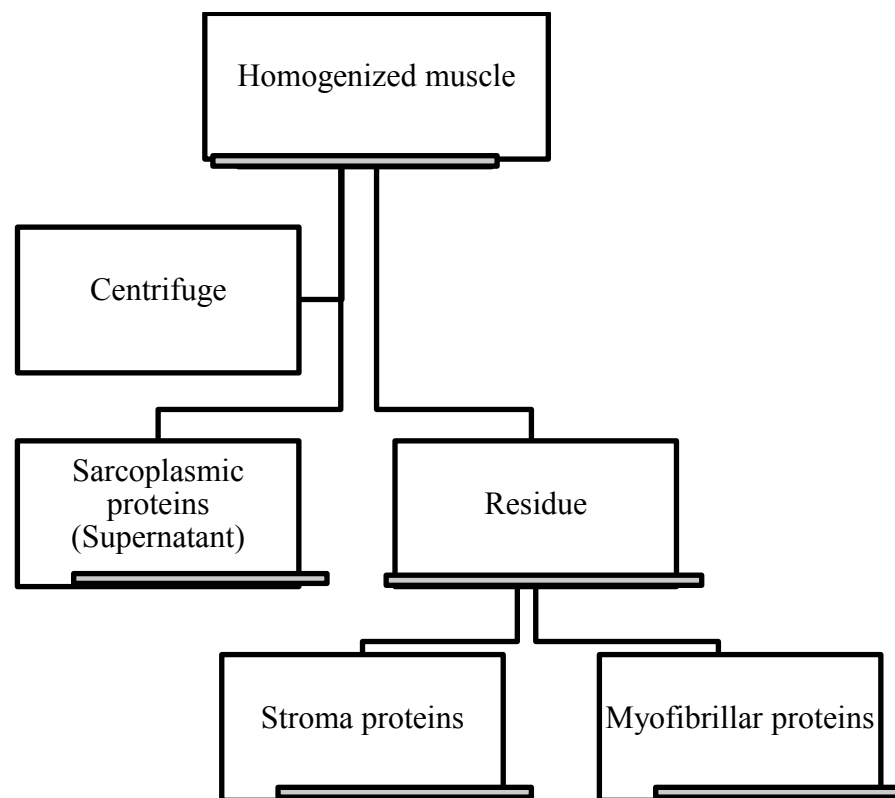 Homogenized muscle
Centrifuge
Sarcoplasmic
proteins
(Supernatant)
Residue
Stroma proteins
Myofibrillar proteins